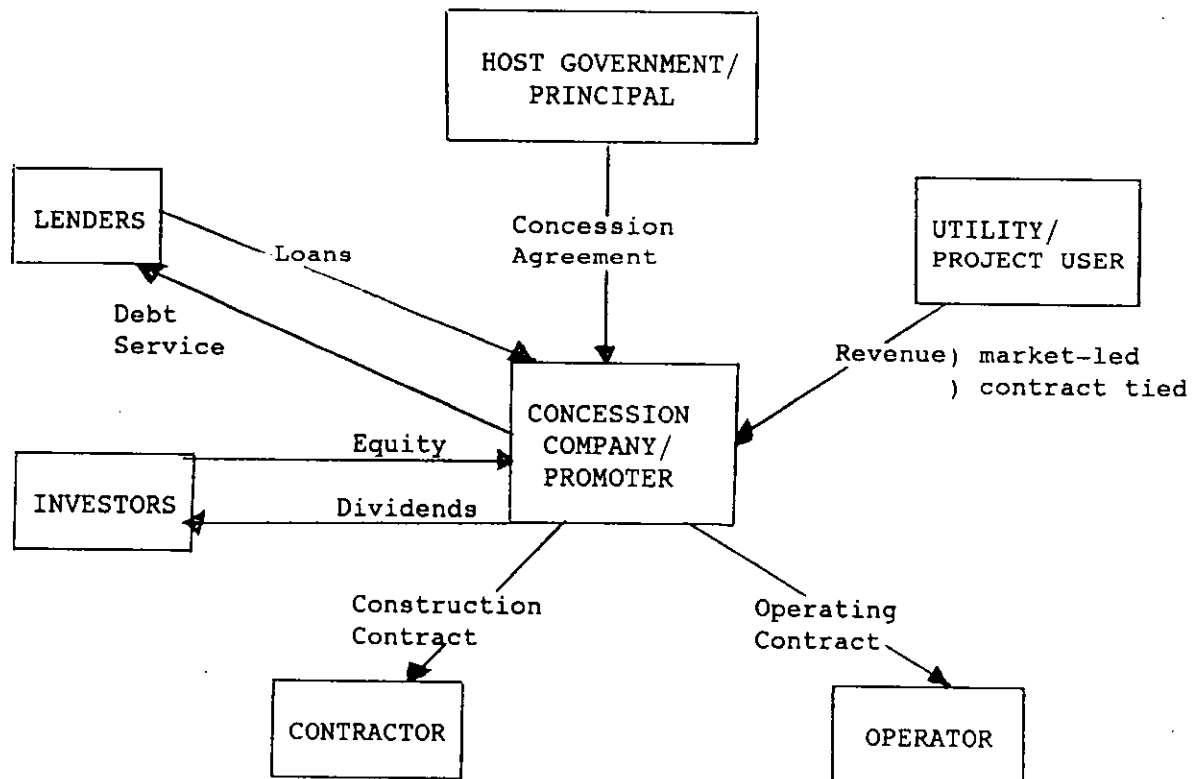 HOST GOVERNMENT/
PRINCIPAL
LENDERS
Loans
Debt
Service
Concession
Agreement
UTILITY/
PROJECT USER
Revenue) market-led
) contract tied
CONCESSION
COMPANY/
PROMOTER
Equity
INVESTORS
Dividends
Construction
Contract
Operating
Contract
CONTRACTOR
OPERATOR